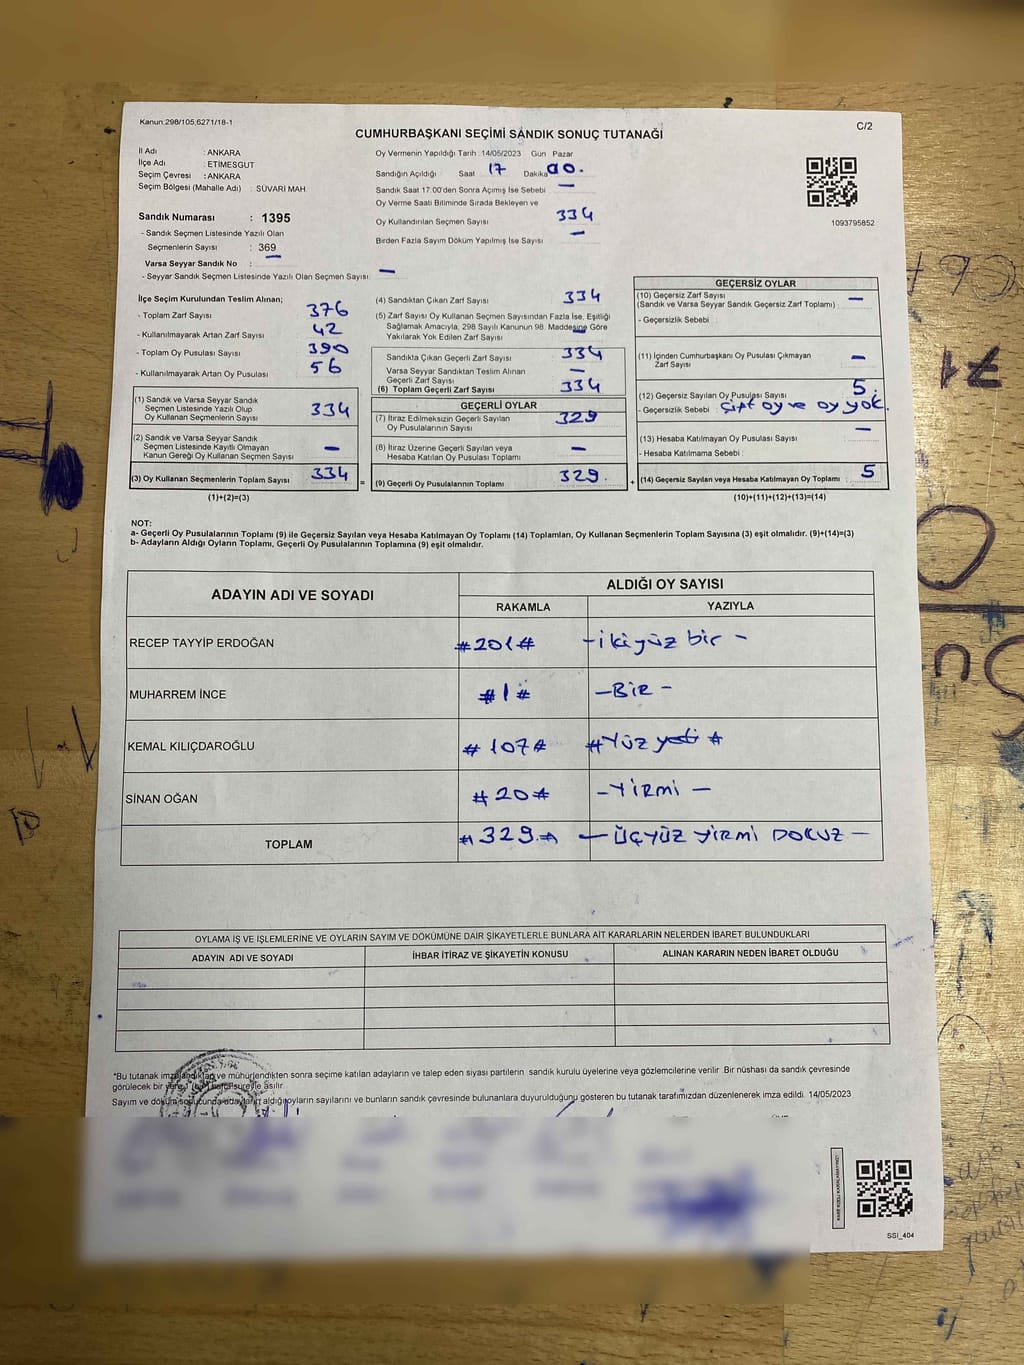 Kanun:298/105,6271/18-1
C/2
CUMHURBAŞKANI SEÇİMİ SANDIK SONUÇ TUTANAĞI
İl Adı : ANKARA
İlçe Adı : ETİMESGUT
Seçim Çevresi : ANKARA
Seçim Bölgesi (Mahalle Adı) : SÜVARİ MAH.
Sandık Numarası : 1395
- Sandık Seçmen Listesinde Yazılı Olan
Seçmenlerin Sayısı : 369
Varsa Seyyar Sandık No : —
- Seyyar Sandık Seçmen Listesinde Yazılı Olan Seçmen Sayısı: —
Oy Vermenin Yapıldığı Tarih : 14/05/2023 Gün Pazar
Sandığın Açıldığı Saat 17 Dakika 00.
Sandık Saat 17:00'den Sonra Açılmış İse Sebebi —
Oy Verme Saati Bitiminde Sırada Bekleyen ve
Oy Kullandırılan Seçmen Sayısı 334
Birden Fazla Sayım Döküm Yapılmış İse Sayısı —
1093795852
İlçe Seçim Kurulundan Teslim Alınan;
- Toplam Zarf Sayısı 376
- Kullanılmayarak Artan Zarf Sayısı 42
- Toplam Oy Pusulası Sayısı 390
- Kullanılmayarak Artan Oy Pusulası 56
(1) Sandık ve Varsa Seyyar Sandık
Seçmen Listesinde Yazılı Olup
Oy Kullanan Seçmenlerin Sayısı 334
(2) Sandık ve Varsa Seyyar Sandık
Seçmen Listesinde Kayıtlı Olmayan
Kanun Gereği Oy Kullanan Seçmen Sayısı —
(3) Oy Kullanan Seçmenlerin Toplam Sayısı 334 =
(1)+(2)=(3)
(4) Sandıktan Çıkan Zarf Sayısı 334
(5) Zarf Sayısı Oy Kullanan Seçmen Sayısından Fazla İse, Eşitliği
Sağlamak Amacıyla, 298 Sayılı Kanunun 98. Maddesine Göre
Yakılarak Yok Edilen Zarf Sayısı —
Sandıkta Çıkan Geçerli Zarf Sayısı 334
Varsa Seyyar Sandıktan Teslim Alınan
Geçerli Zarf Sayısı —
(6) Toplam Geçerli Zarf Sayısı 334
GEÇERLİ OYLAR
(7) İtiraz Edilmeksizin Geçerli Sayılan
Oy Pusulalarının Sayısı 329
(8) İtiraz Üzerine Geçerli Sayılan veya
Hesaba Katılan Oy Pusulası Toplamı —
(9) Geçerli Oy Pusulalarının Toplamı 329. +
GEÇERSİZ OYLAR
(10) Geçersiz Zarf Sayısı
(Sandık ve Varsa Seyyar Sandık Geçersiz Zarf Toplamı) —
- Geçersizlik Sebebi :
(11) İçinden Cumhurbaşkanı Oy Pusulası Çıkmayan
Zarf Sayısı —
(12) Geçersiz Sayılan Oy Pusulası Sayısı 5.
- Geçersizlik Sebebi : Çift oy ve oy yok.
(13) Hesaba Katılmayan Oy Pusulası Sayısı —
- Hesaba Katılmama Sebebi :
(14) Geçersiz Sayılan veya Hesaba Katılmayan Oy Toplamı 5
(10)+(11)+(12)+(13)=(14)
NOT:
a- Geçerli Oy Pusulalarının Toplamı (9) ile Geçersiz Sayılan veya Hesaba Katılmayan Oy Toplamı (14) Toplamları, Oy Kullanan Seçmenlerin Toplam Sayısına (3) eşit olmalıdır. (9)+(14)=(3)
b- Adayların Aldığı Oyların Toplamı, Geçerli Oy Pusulalarının Toplamına (9) eşit olmalıdır.
ADAYIN ADI VE SOYADI
ALDIĞI OY SAYISI
RAKAMLA YAZIYLA
RECEP TAYYİP ERDOĞAN #201# - ikiyüz bir -
MUHARREM İNCE #1# - BİR -
KEMAL KILIÇDAROĞLU #107# #Yüz yedi#
SİNAN OĞAN #20# - YİRMİ -
TOPLAM #329# - ÜÇYÜZ YİRMİ DOKUZ -
OYLAMA İŞ VE İŞLEMLERİNE VE OYLARIN SAYIM VE DÖKÜMÜNE DAİR ŞİKAYETLERLE BUNLARA AİT KARARLARIN NELERDEN İBARET BULUNDUKLARI
ADAYIN ADI VE SOYADI İHBAR İTİRAZ VE ŞİKAYETİN KONUSU ALINAN KARARIN NEDEN İBARET OLDUĞU
*Bu tutanak imzalandıktan ve mühürlendikten sonra seçime katılan adayların ve talep eden siyasi partilerin sandık kurulu üyelerine veya gözlemcilerine verilir. Bir nüshası da sandık çevresinde
görülecek bir yere, 1 (bir) hafta süreyle asılır.
Sayım ve döküm sonucunda adayların aldığı oyların sayılarını ve bunların sandık çevresinde bulunanlara duyurulduğunu gösteren bu tutanak tarafımızdan düzenlenerek imza edildi. 14/05/2023
SSI_404